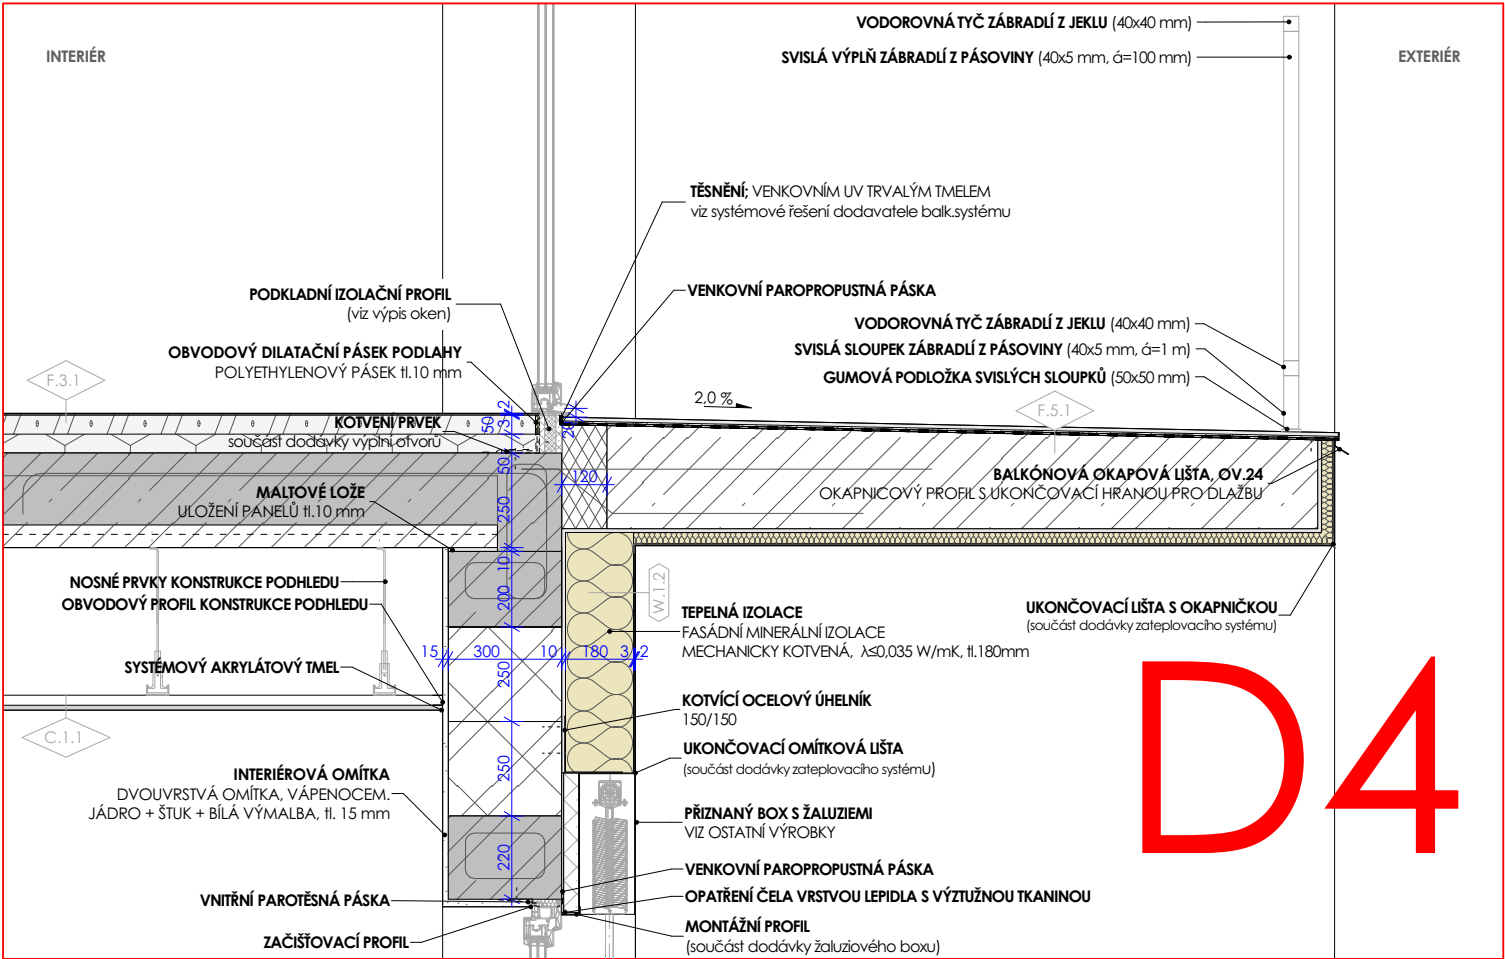 INTERIÉR
EXTERIÉR
VODOROVNÁ TYČ ZÁBRADLÍ Z JEKLU (40x40 mm)
SVISLÁ VÝPLŇ ZÁBRADLÍ Z PÁSOVINY (40x5 mm, á=100 mm)
TĚSNĚNÍ; VENKOVNÍM UV TRVALÝM TMELEM
viz systémové řešení dodavatele balk.systému
PODKLADNÍ IZOLAČNÍ PROFIL
(viz výpis oken)
VENKOVNÍ PAROPROPUSTNÁ PÁSKA
OBVODOVÝ DILATAČNÍ PÁSEK PODLAHY
POLYETHYLENOVÝ PÁSEK tl.10 mm
VODOROVNÁ TYČ ZÁBRADLÍ Z JEKLU (40x40 mm)
SVISLÁ SLOUPEK ZÁBRADLÍ Z PÁSOVINY (40x5 mm, á=1 m)
GUMOVÁ PODLOŽKA SVISLÝCH SLOUPKŮ (50x50 mm)
F.3.1
2,0 %
F.5.1
KOTVENÍ PRVEK
součást dodávky výplní otvorů
50
3
2
20
50
120
MALTOVÉ LOŽE
ULOŽENÍ PANELŮ tl.10 mm
250
BALKÓNOVÁ OKAPOVÁ LIŠTA, OV.24
OKAPNICOVÝ PROFIL S UKONČOVACÍ HRANOU PRO DLAŽBU
10
200
NOSNÉ PRVKY KONSTRUKCE PODHLEDU
OBVODOVÝ PROFIL KONSTRUKCE PODHLEDU
W.1.2
TEPELNÁ IZOLACE
FASÁDNÍ MINERÁLNÍ IZOLACE
MECHANICKY KOTVENÁ, λ≤0,035 W/mK, tl.180mm
UKONČOVACÍ LIŠTA S OKAPNIČKOU
(součást dodávky zateplovacího systému)
15 300 10 180 3 2
SYSTÉMOVÝ AKRYLÁTOVÝ TMEL
250
KOTVÍCÍ OCELOVÝ ÚHELNÍK
150/150
C.1.1
UKONČOVACÍ OMÍTKOVÁ LIŠTA
(součást dodávky zateplovacího systému)
250
INTERIÉROVÁ OMÍTKA
DVOUVRSTVÁ OMÍTKA, VÁPENOCEM.
JÁDRO + ŠTUK + BÍLÁ VÝMALBA, tl. 15 mm
PŘIZNANÝ BOX S ŽALUZIEMI
VIZ OSTATNÍ VÝROBKY
D4
220
VENKOVNÍ PAROPROPUSTNÁ PÁSKA
OPATŘENÍ ČELA VRSTVOU LEPIDLA S VÝZTUŽNOU TKANINOU
VNITŘNÍ PAROTĚSNÁ PÁSKA
MONTÁŽNÍ PROFIL
(součást dodávky žaluziového boxu)
ZAČIŠŤOVACÍ PROFIL